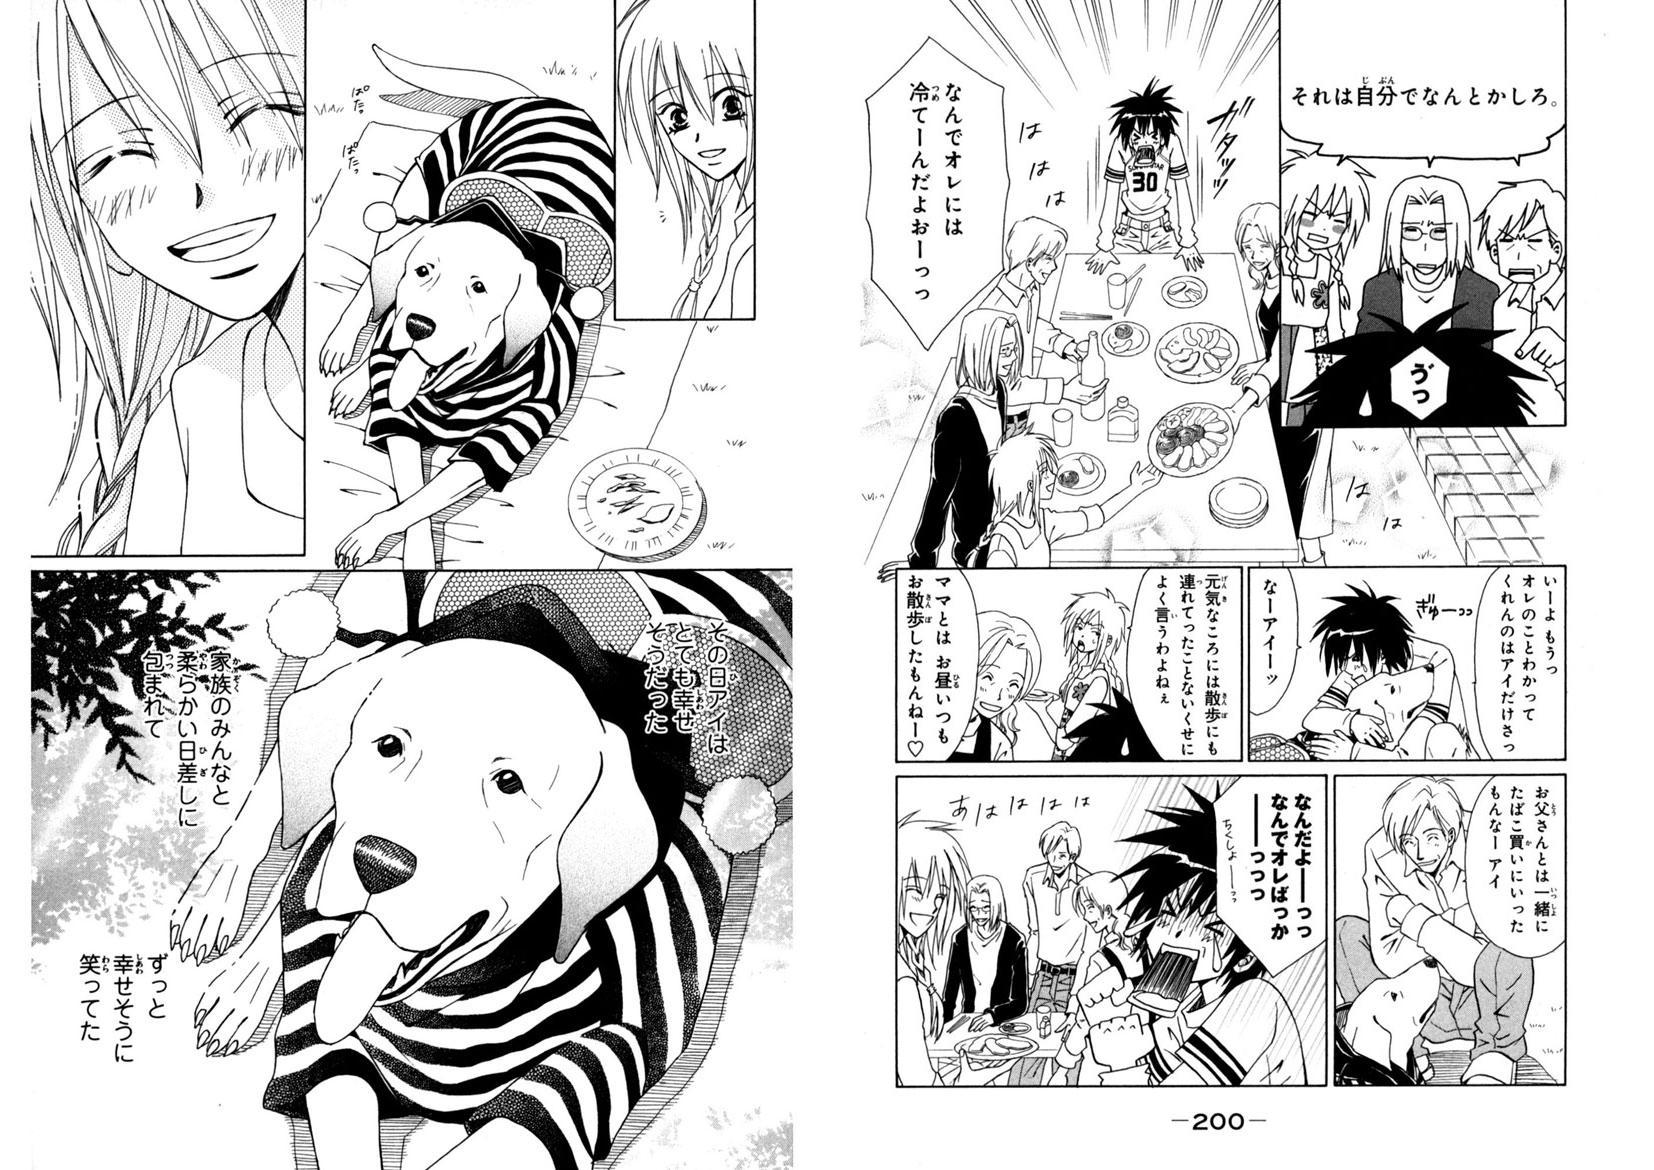 それは自分でなんとかしろ。
ゔっ
ガタッッ
なんでオレには
冷てーんだよおーっっ
は
は
は
は
は
いーよ もうっ
オレのことわかって
くれんのはアイだけさっ
ぎゅーっっ
なーアイーッ
元気なころには散歩にも
連れてったことないくせに
よく言うわよねぇ
ママとは お昼いつも
お散歩したもんねー♡
お父さんとは一緒に
たばこ買いにいった
もんなー アイ
なんだよ——っっ
なんでオレばっか
——っっっ
ちくしょーーっっ
あははははは
30
—200—
ぱたっ
ぱたっ
その日アイは
とても幸せ
そうだった
家族のみんなと
柔らかい日差しに
包まれて
ずっと
幸せそうに
笑ってた